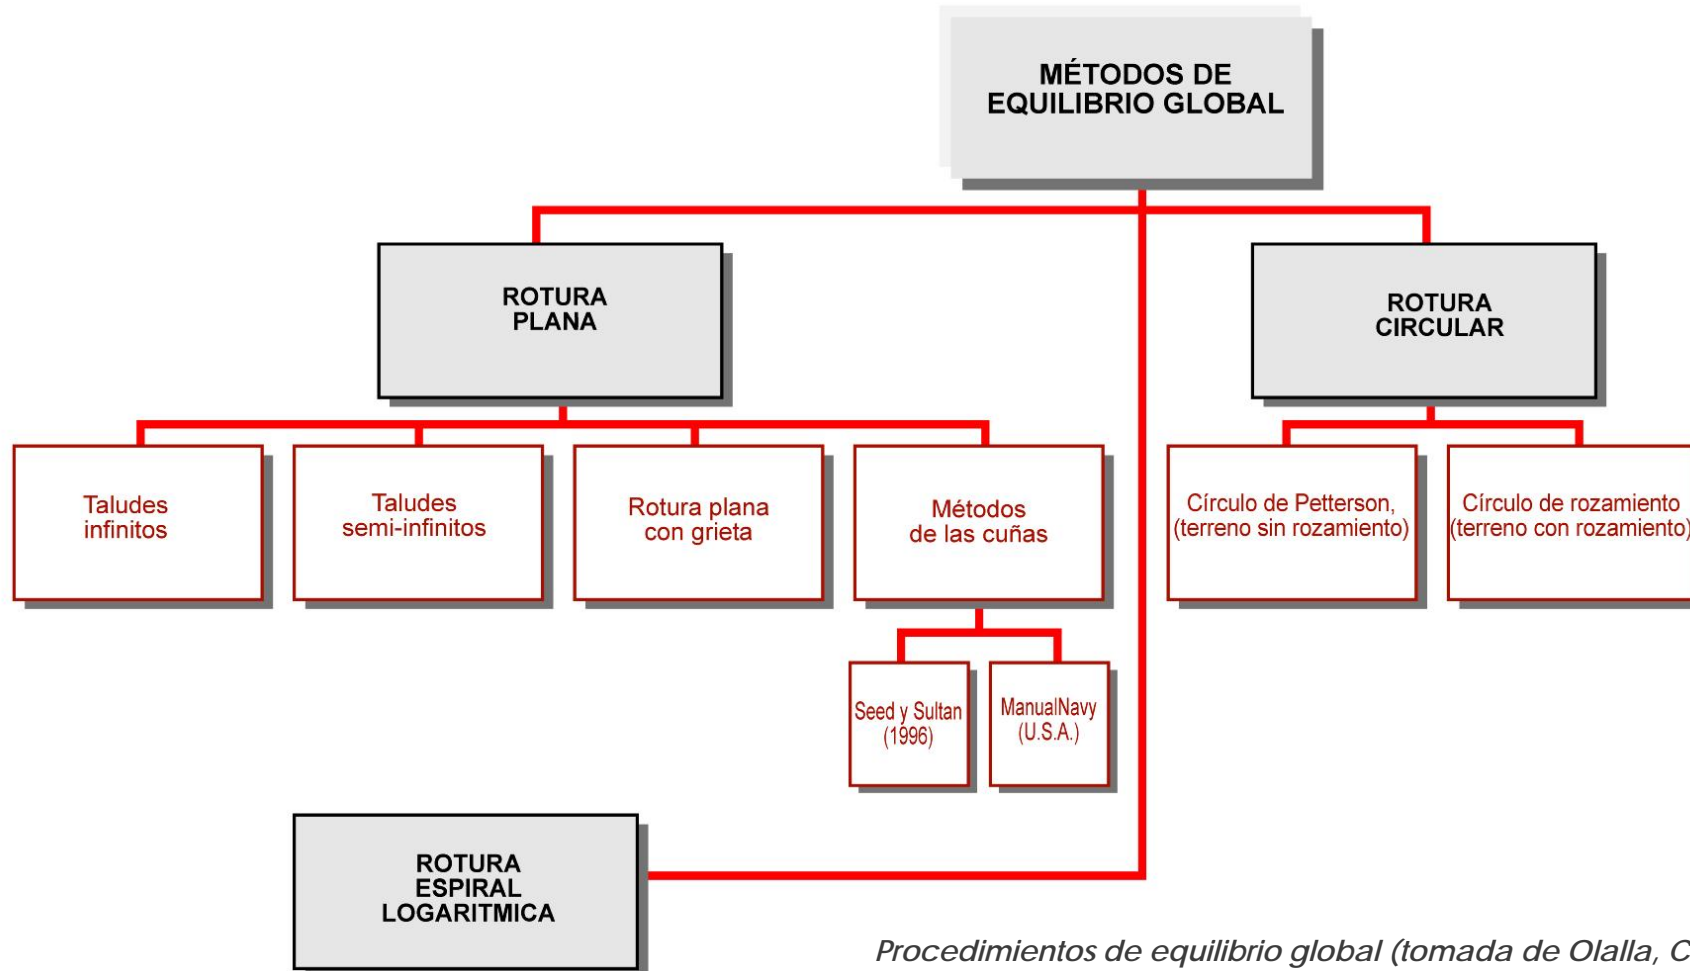 MÉTODOS DE
EQUILIBRIO GLOBAL
ROTURA
PLANA
ROTURA
CIRCULAR
Taludes
infinitos
Taludes
semi-infinitos
Rotura plana
con grieta
Métodos
de las cuñas
Círculo de Petterson,
(terreno sin rozamiento)
Círculo de rozamiento
(terreno con rozamiento)
Seed y Sultan
(1996)
ManualNavy
(U.S.A.)
ROTURA
ESPIRAL
LOGARITMICA
Procedimientos de equilibrio global (tomada de Olalla, C